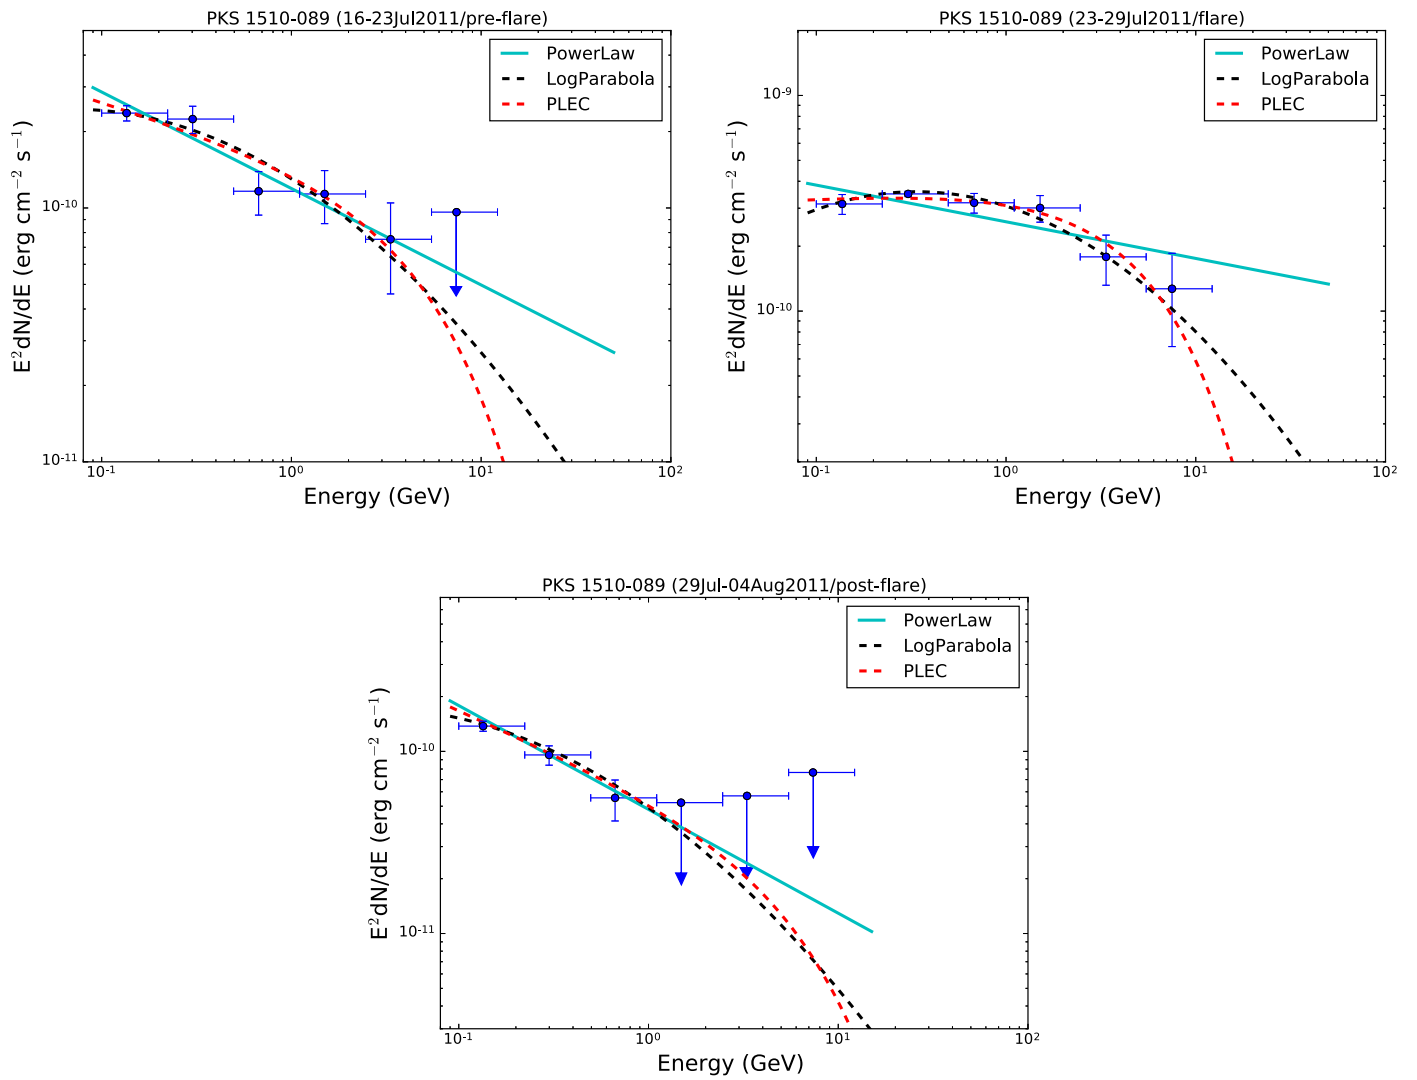 PKS 1510-089 (16-23Jul2011/pre-flare)
PowerLaw
LogParabola
PLEC
E²dN/dE (erg cm⁻² s⁻¹)
10⁻¹⁰
10⁻¹¹
10⁻¹ 10⁰ 10¹ 10²
Energy (GeV)
PKS 1510-089 (23-29Jul2011/flare)
PowerLaw
LogParabola
PLEC
E²dN/dE (erg cm⁻² s⁻¹)
10⁻⁹
10⁻¹⁰
10⁻¹ 10⁰ 10¹ 10²
Energy (GeV)
PKS 1510-089 (29Jul-04Aug2011/post-flare)
PowerLaw
LogParabola
PLEC
E²dN/dE (erg cm⁻² s⁻¹)
10⁻¹⁰
10⁻¹¹
10⁻¹ 10⁰ 10¹ 10²
Energy (GeV)